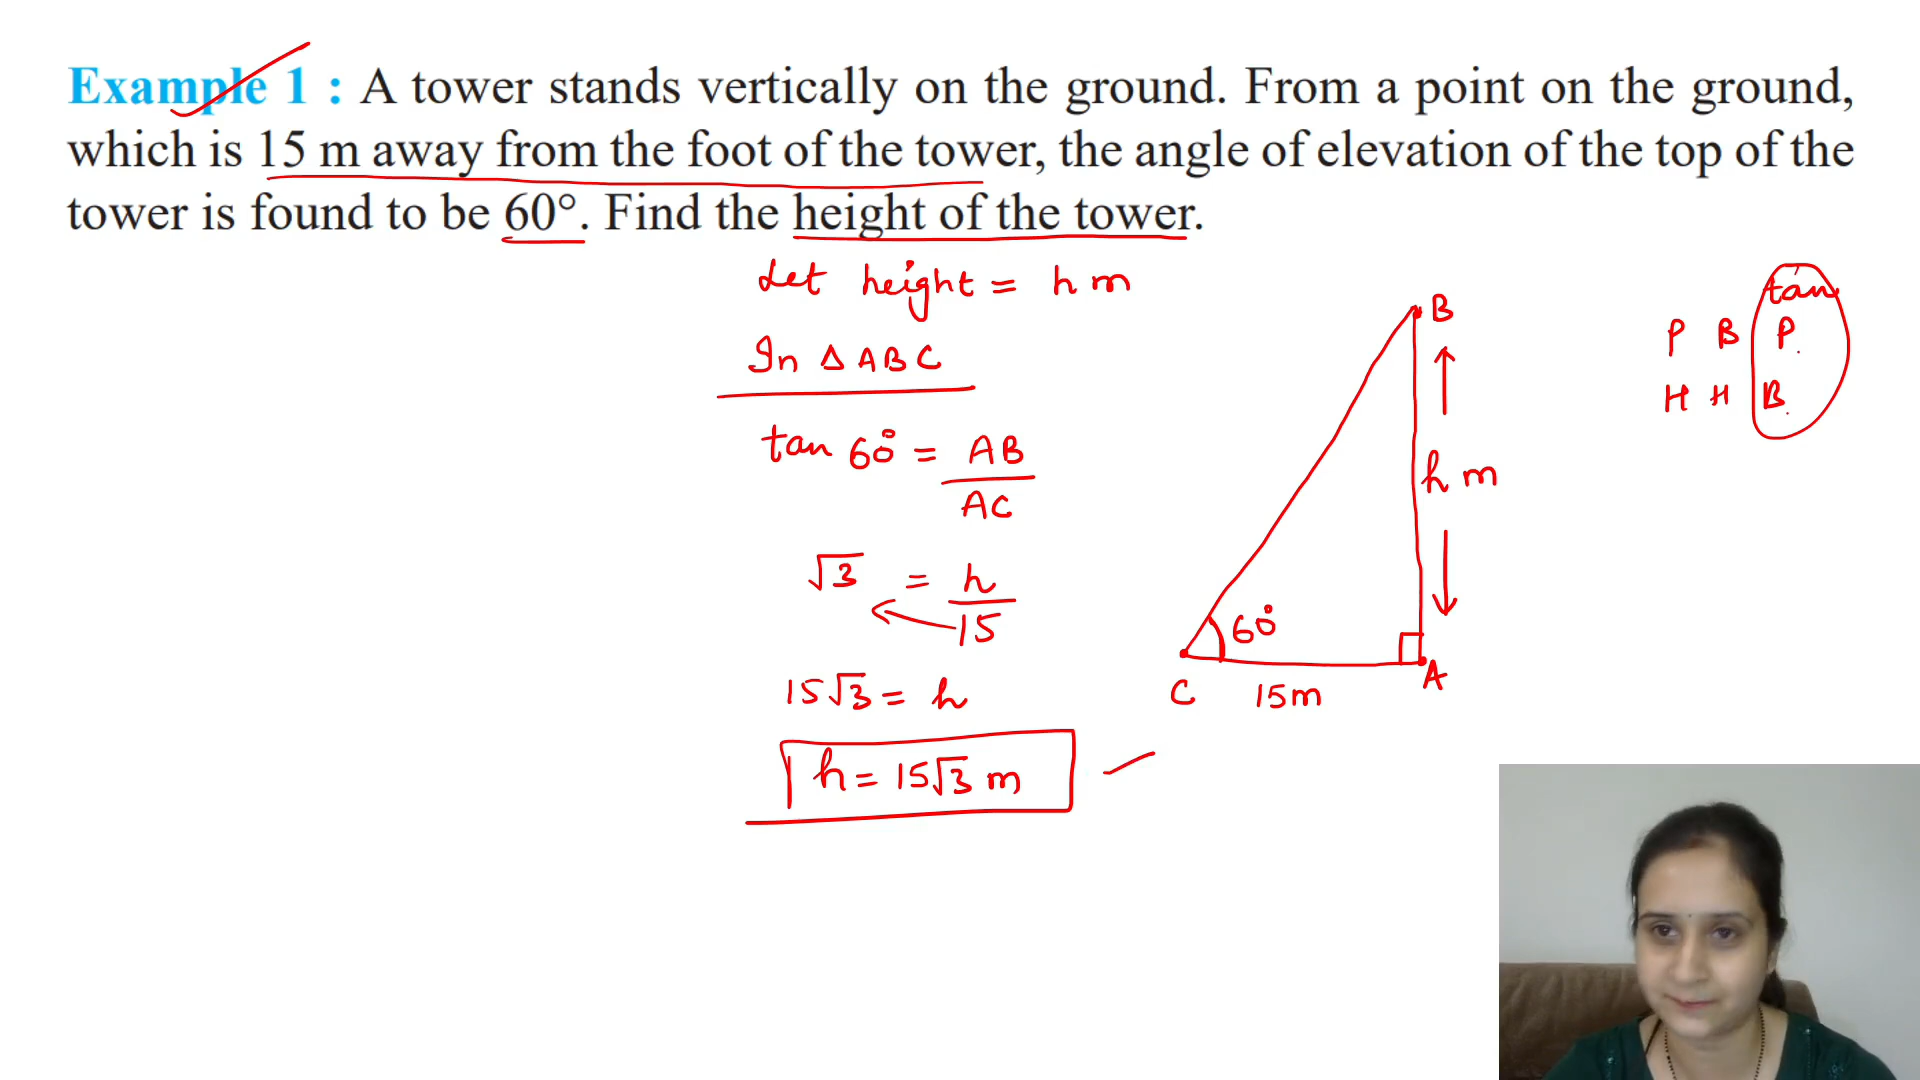 Example 1 : A tower stands vertically on the ground. From a point on the ground,
which is 15 m away from the foot of the tower, the angle of elevation of the top of the
tower is found to be 60°. Find the height of the tower.
Let height = h m
In Δ ABC
tan 60° = AB
AC
√3 = h
15
15√3 = h
h = 15√3 m
B
h m
60°
C 15m A
tan
P B P
H H B